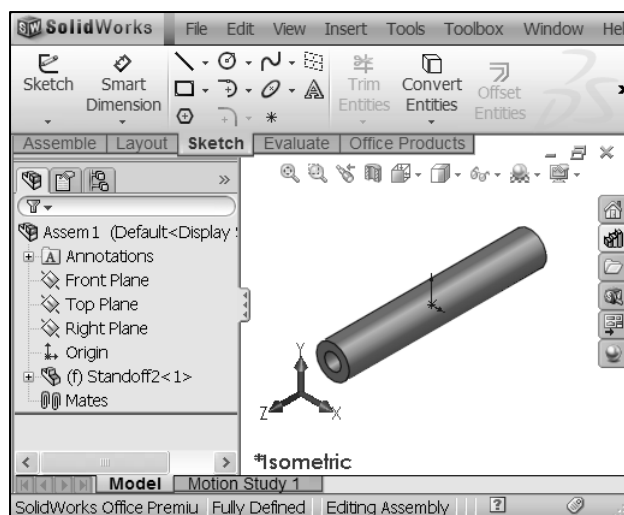 SolidWorks File Edit View Insert Tools Toolbox Window Hel
Sketch Smart Dimension Trim Entities Convert Entities Offset Entities
Assemble Layout Sketch Evaluate Office Products
Assem1 (Default<Display S
A Annotations
Front Plane
Top Plane
Right Plane
Origin
(f) Standoff2<1>
Mates
Y
Z X
*Isometric
Model Motion Study 1
SolidWorks Office Premiu Fully Defined Editing Assembly ?